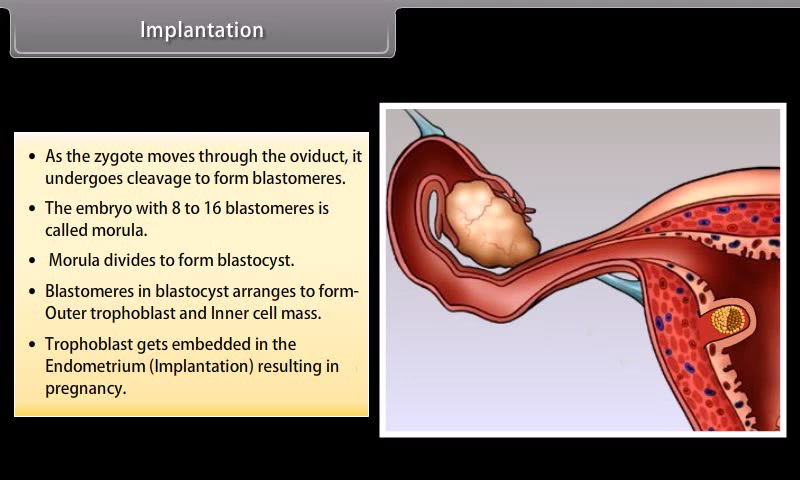 Implantation
• As the zygote moves through the oviduct, it
undergoes cleavage to form blastomeres.
• The embryo with 8 to 16 blastomeres is
called morula.
• Morula divides to form blastocyst.
• Blastomeres in blastocyst arranges to form-
Outer trophoblast and Inner cell mass.
• Trophoblast gets embedded in the
Endometrium (Implantation) resulting in
pregnancy.